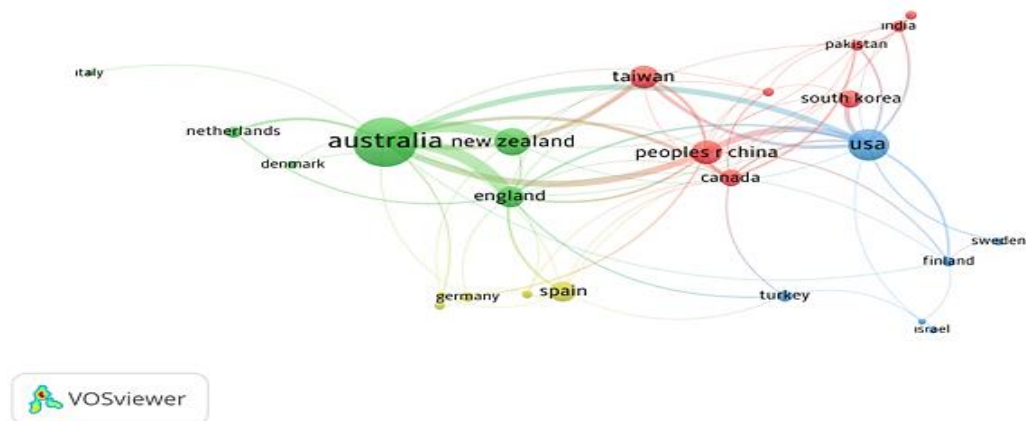 india
pakistan
italy
taiwan
south korea
netherlands
australia
new zealand
usa
peoples r china
denmark
canada
england
sweden
finland
germany
spain
turkey
israel
VOSviewer